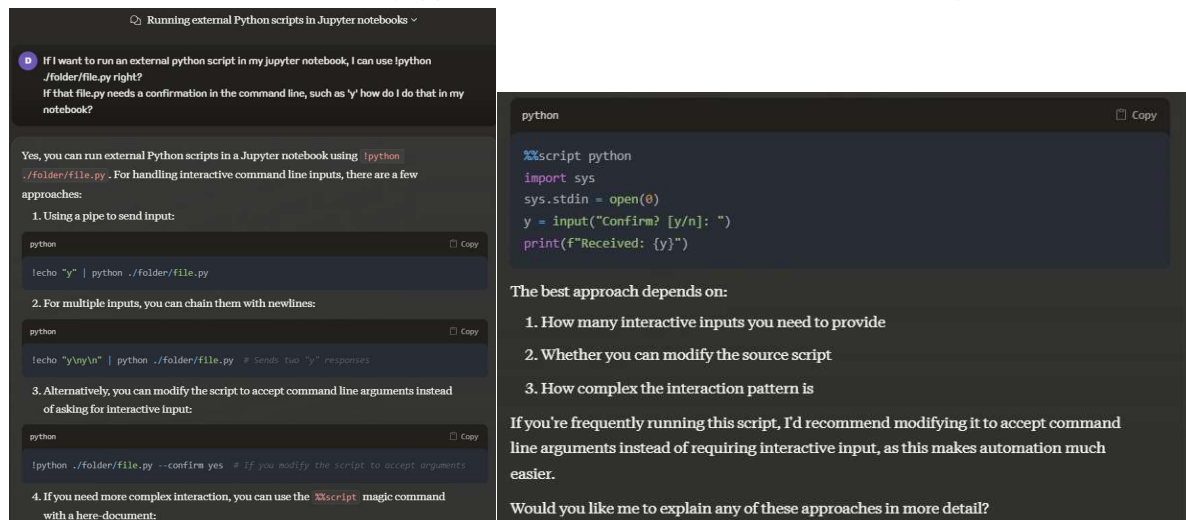 Running external Python scripts in Jupyter notebooks
D
If I want to run an external python script in my jupyter notebook, I can use !python
./folder/file.py right?
If that file.py needs a confirmation in the command line, such as 'y' how do I do that in my
notebook?
Yes, you can run external Python scripts in a Jupyter notebook using !python
./folder/file.py . For handling interactive command line inputs, there are a few
approaches:
1. Using a pipe to send input:
python
Copy
!echo "y" | python ./folder/file.py
2. For multiple inputs, you can chain them with newlines:
python
Copy
!echo "y\ny\n" | python ./folder/file.py # Sends two "y" responses
3. Alternatively, you can modify the script to accept command line arguments instead
of asking for interactive input:
python
Copy
!python ./folder/file.py --confirm yes # If you modify the script to accept arguments
4. If you need more complex interaction, you can use the %%script magic command
with a here-document:
python
Copy
%%script python
import sys
sys.stdin = open(0)
y = input("Confirm? [y/n]: ")
print(f"Received: {y}")
The best approach depends on:
1. How many interactive inputs you need to provide
2. Whether you can modify the source script
3. How complex the interaction pattern is
If you're frequently running this script, I'd recommend modifying it to accept command
line arguments instead of requiring interactive input, as this makes automation much
easier.
Would you like me to explain any of these approaches in more detail?